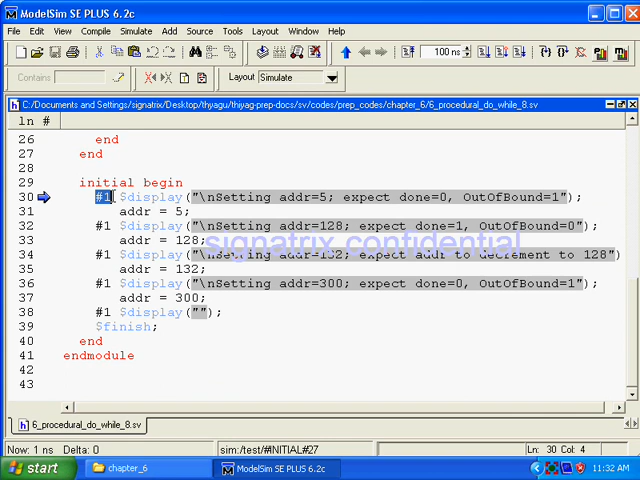 ModelSim SE PLUS 6.2c
File Edit View Compile Simulate Add Source Tools Layout Window Help
100 ns
Contains Layout Simulate
C:/Documents and Settings/signatrix/Desktop/thyagu/thiyag-prep-docs/sv/codes/prep_codes/chapter_6/6_procedural_do_while_8.sv
ln #
26 end
27 end
28
29 initial begin
30 #1 $display("\nSetting addr=5; expect done=0, OutOfBound=1");
31 addr = 5;
32 #1 $display("\nSetting addr=128; expect done=1, OutOfBound=0");
33 addr = 128;
signatrix confidential
34 #1 $display("\nSetting addr=132; expect addr to decrement to 128")
35 addr = 132;
36 #1 $display("\nSetting addr=300; expect done=0, OutOfBound=1");
37 addr = 300;
38 #1 $display("");
39 $finish;
40 end
41 endmodule
42
43
6_procedural_do_while_8.sv
Now: 1 ns Delta: 0 sim:/test/#INITIAL#27 Ln: 30 Col: 4
start chapter_6 ModelSim SE PLUS 6.2c 11:32 AM